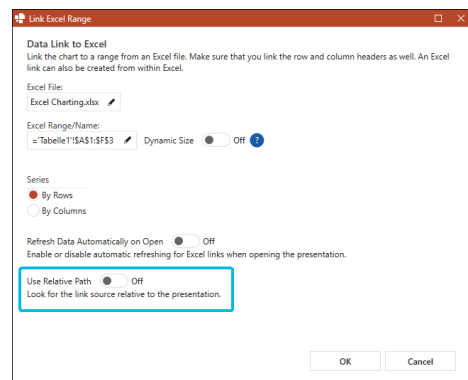 Link Excel Range
Data Link to Excel
Link the chart to a range from an Excel file. Make sure that you link the row and column headers as well. An Excel
link can also be created from within Excel.
Excel File:
Excel Charting.xlsx
Excel Range/Name:
='Tabelle1'!$A$1:$F$3 Dynamic Size Off ?
Series
By Rows
By Columns
Refresh Data Automatically on Open Off
Enable or disable automatic refreshing for Excel links when opening the presentation.
Use Relative Path Off
Look for the link source relative to the presentation.
OK Cancel